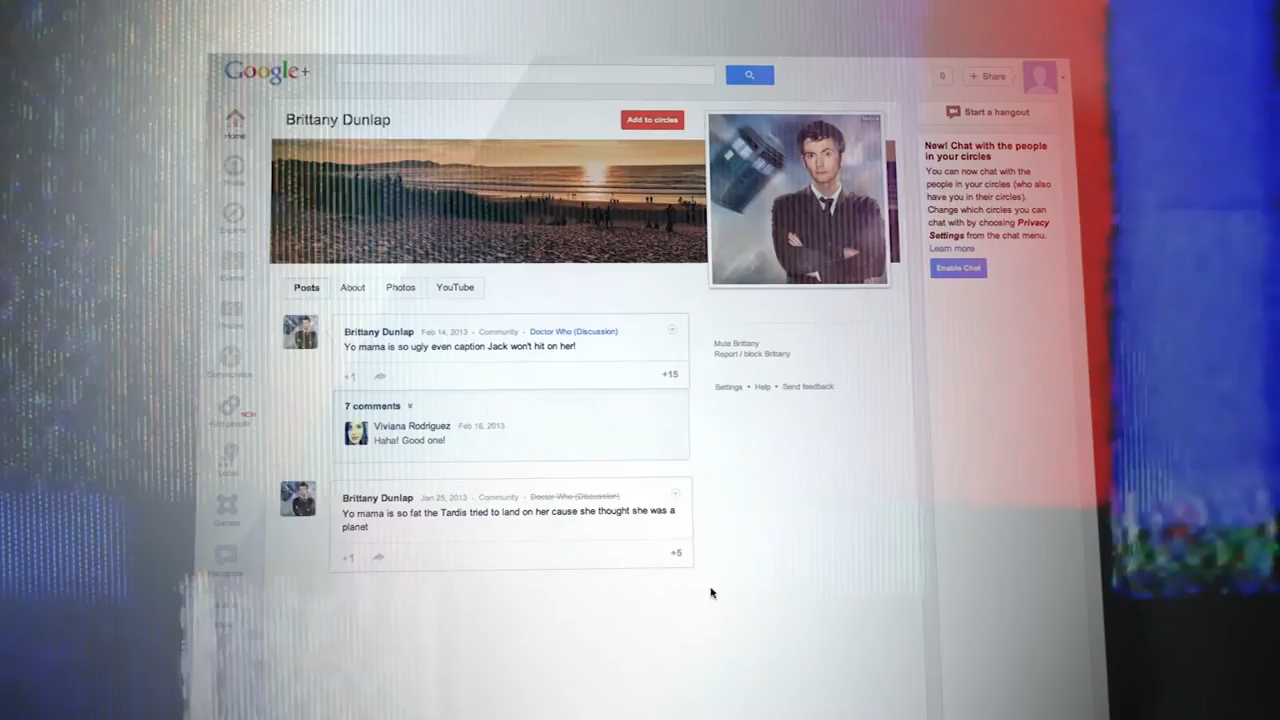 Google+
0
+ Share
Brittany Dunlap
Add to circles
Start a hangout
New! Chat with the people
in your circles
You can now chat with the
people in your circles (who also
have you in their circles).
Change which circles you can
chat with by choosing Privacy
Settings from the chat menu.
Learn more
Enable Chat
Home
Games
Posts
About
Photos
YouTube
Brittany Dunlap Feb 14, 2013 - Community - Doctor Who (Discussion)
Yo mama is so ugly even caption Jack won't hit on her!
+1
+15
7 comments
Viviana Rodriguez Feb 16, 2013
Haha! Good one!
Mute Brittany
Report / block Brittany
Settings • Help • Send feedback
NEW
Brittany Dunlap Jan 25, 2013 - Community - Doctor Who (Discussion)
Yo mama is so fat the Tardis tried to land on her cause she thought she was a
planet
+1
+5